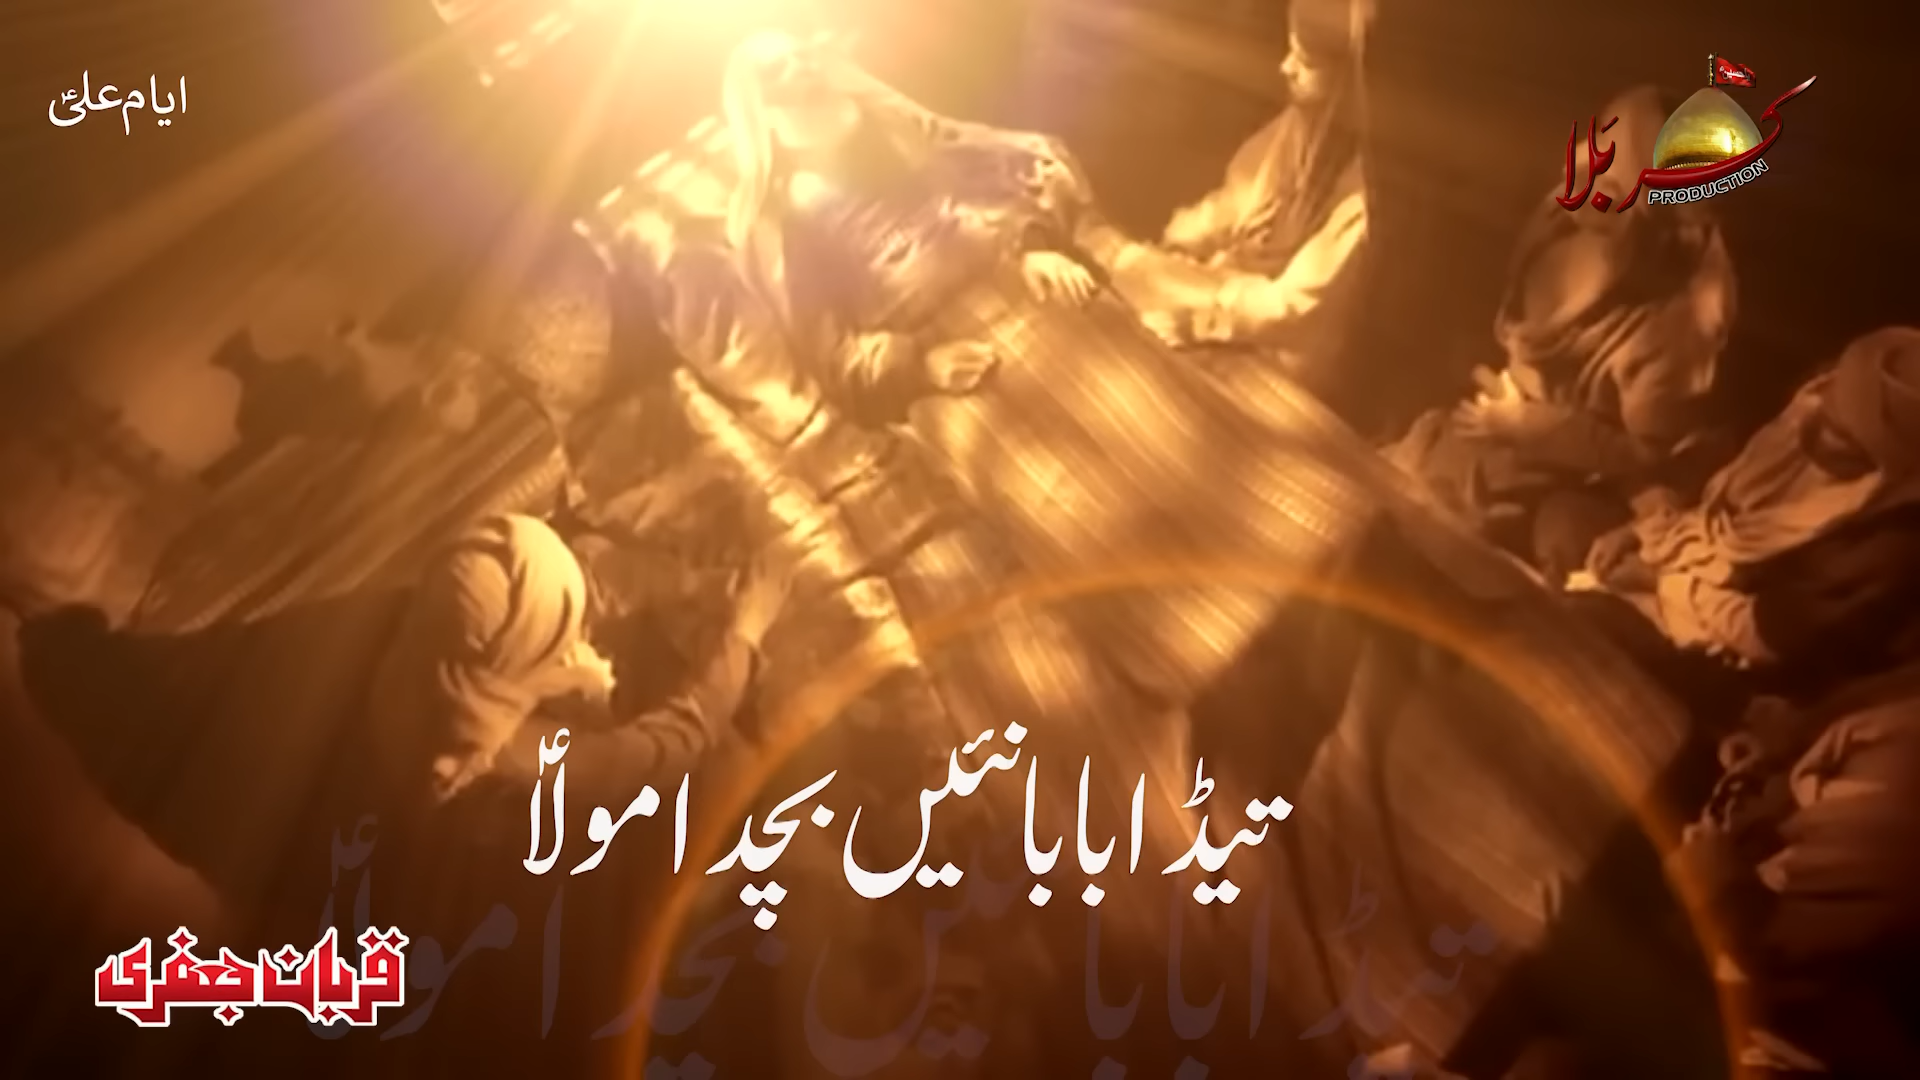 ایام علیؑ
کربلا
PRODUCTION
تیڈا بابا نئیں بچدا مولاؑ
قربان جعفری